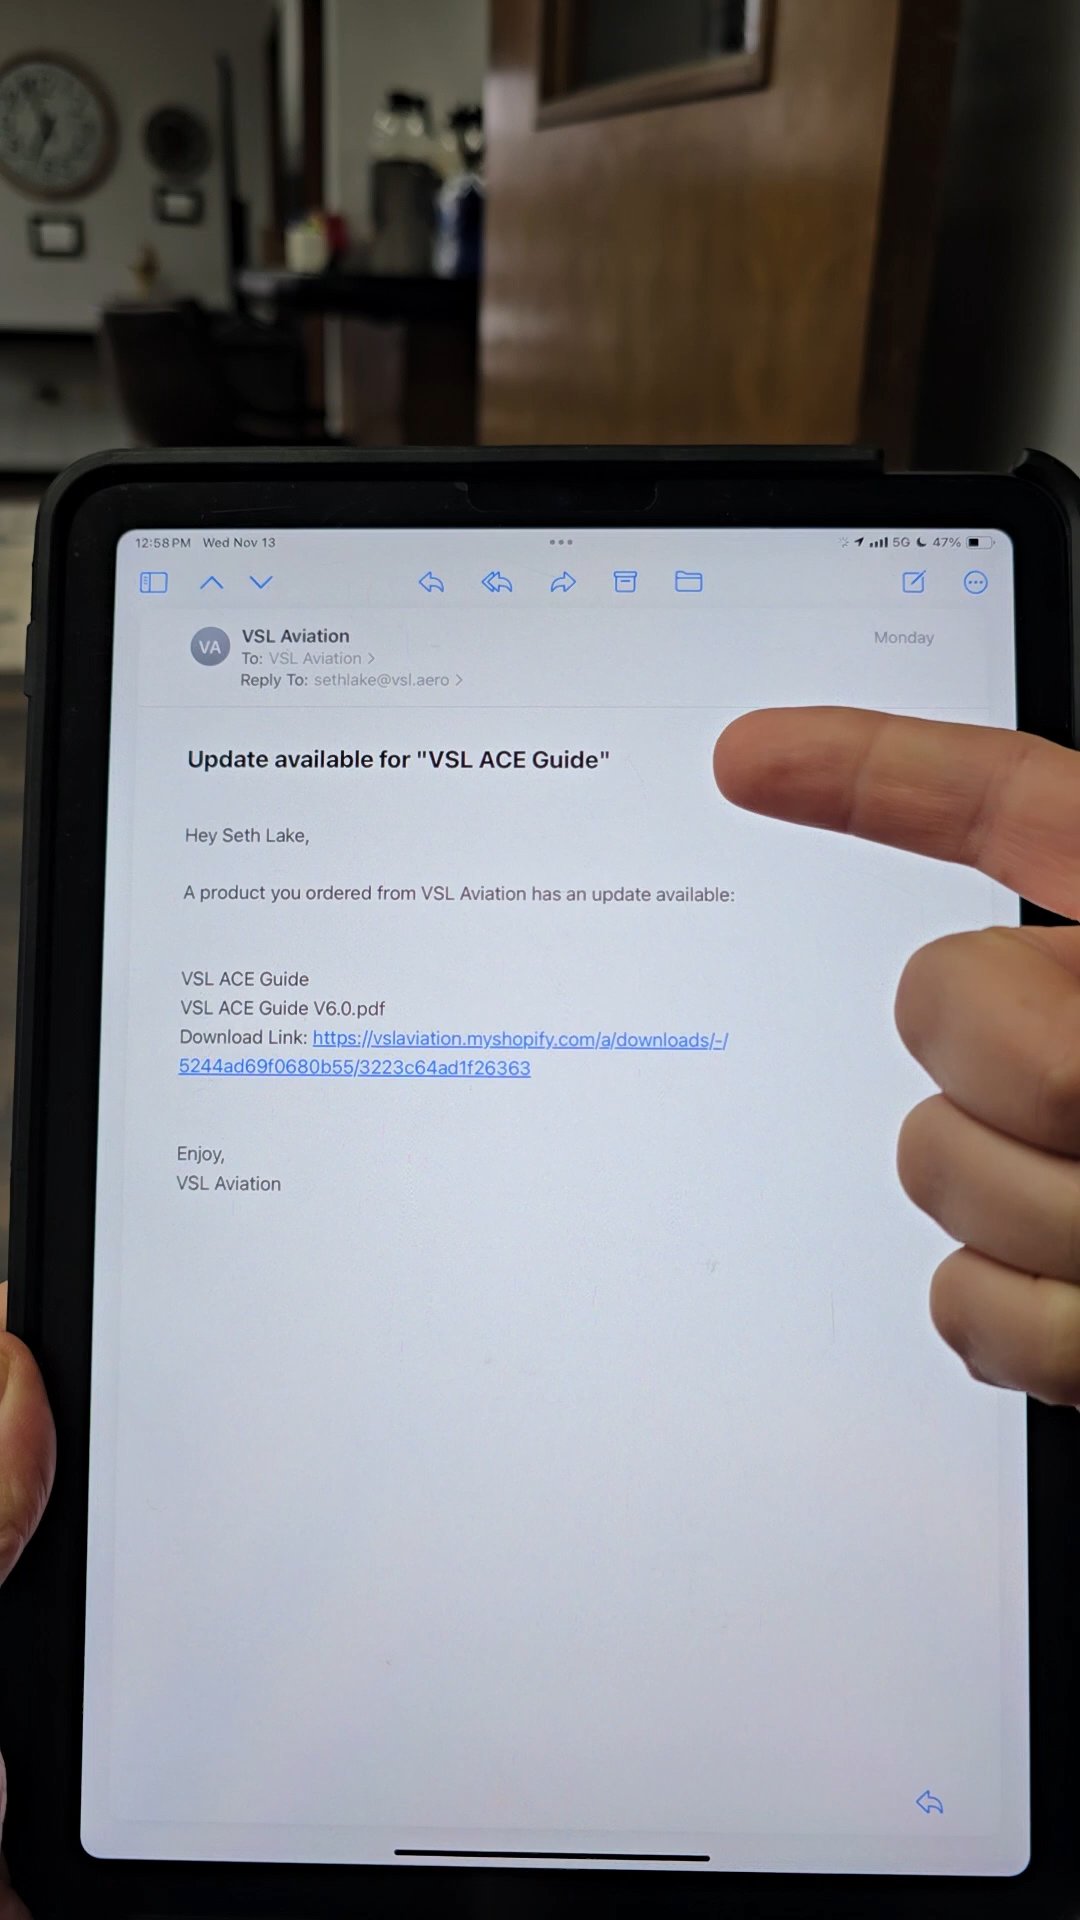 12:58 PM Wed Nov 13
5G 47%
VA
VSL Aviation
Monday
To: VSL Aviation >
Reply To: sethlake@vsl.aero >
Update available for "VSL ACE Guide"
Hey Seth Lake,
A product you ordered from VSL Aviation has an update available:
VSL ACE Guide
VSL ACE Guide V6.0.pdf
Download Link: https://vslaviation.myshopify.com/a/downloads/-/
5244ad69f0680b55/3223c64ad1f26363
Enjoy,
VSL Aviation